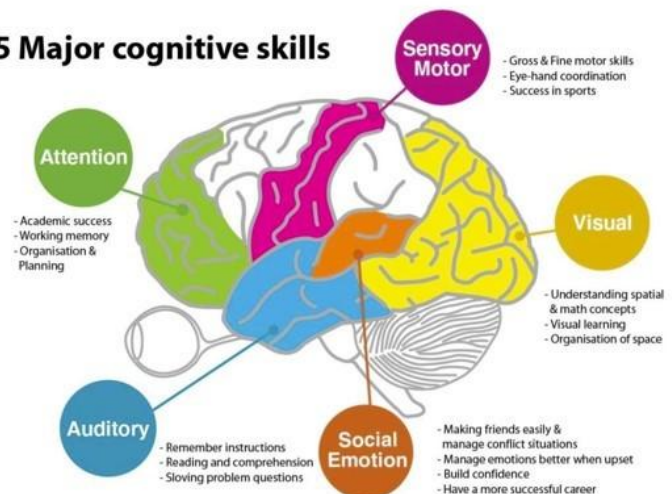 5 Major cognitive skills
Sensory
Motor
- Gross & Fine motor skills
- Eye-hand coordination
- Success in sports
Attention
- Academic success
- Working memory
- Organisation &
Planning
Visual
- Understanding spatial
& math concepts
- Visual learning
- Organisation of space
Auditory
- Remember instructions
- Reading and comprehension
- Sloving problem questions
Social
Emotion
- Making friends easily &
manage conflict situations
- Manage emotions better when upset
- Build confidence
- Have a more successful career